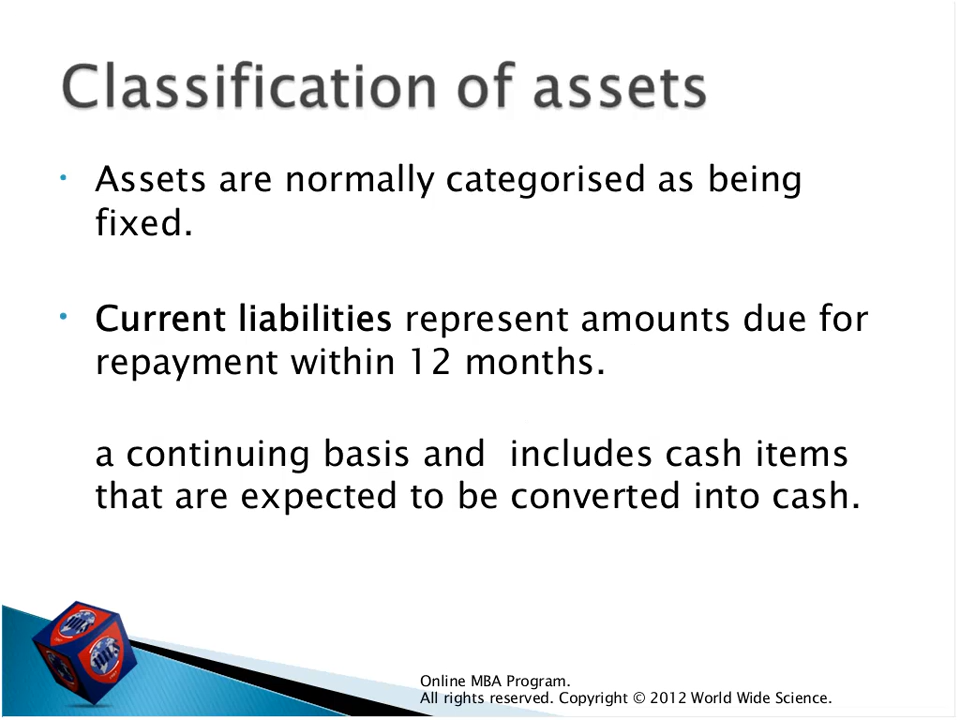 Classification of assets
• Assets are normally categorised as being
fixed.
• Current liabilities represent amounts due for
repayment within 12 months.
a continuing basis and includes cash items
that are expected to be converted into cash.
Online MBA Program.
All rights reserved. Copyright © 2012 World Wide Science.